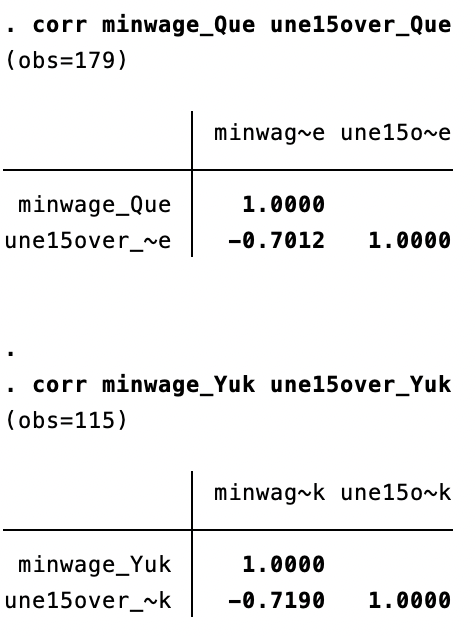 . corr minwage_Que une15over_Que
(obs=179)
minwag~e une15o~e
minwage_Que 1.0000
une15over_~e -0.7012 1.0000
.
. corr minwage_Yuk une15over_Yuk
(obs=115)
minwag~k une15o~k
minwage_Yuk 1.0000
une15over_~k -0.7190 1.0000